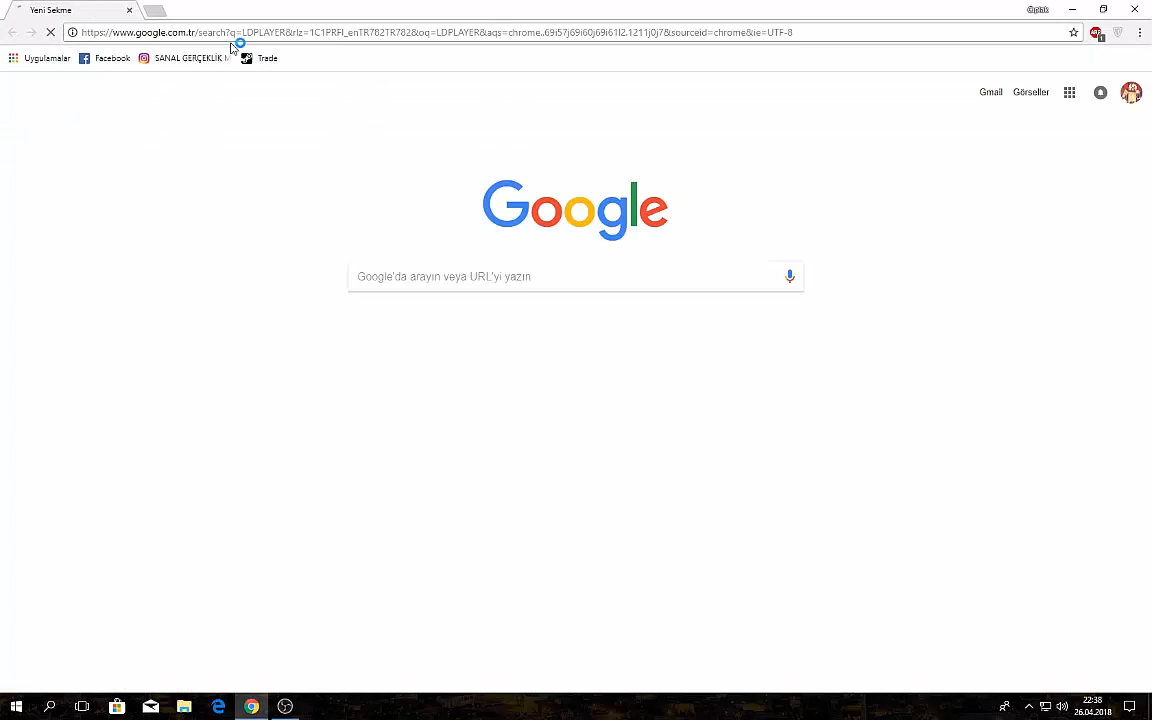 Yeni Sekme
Oplak
https://www.google.com.tr/search?q=LDPLAYER&rlz=1C1PRFI_enTR782TR782&oq=LDPLAYER&aqs=chrome..69i57j69i60j69i61l2.1211j0j7&sourceid=chrome&ie=UTF-8
Uygulamalar Facebook SANAL GERÇEKLİK Trade
Gmail Görseller
Google
Google'da arayın veya URL'yi yazın
22:38
26.04.2018